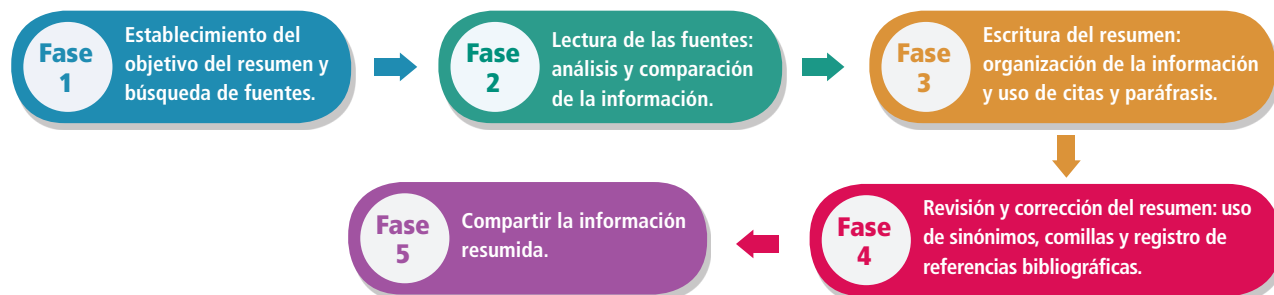 Fase
1
Establecimiento del
objetivo del resumen y
búsqueda de fuentes.
Fase
2
Lectura de las fuentes:
análisis y comparación
de la información.
Fase
3
Escritura del resumen:
organización de la información
y uso de citas y paráfrasis.
Fase
4
Revisión y corrección del resumen: uso
de sinónimos, comillas y registro de
referencias bibliográficas.
Fase
5
Compartir la información
resumida.